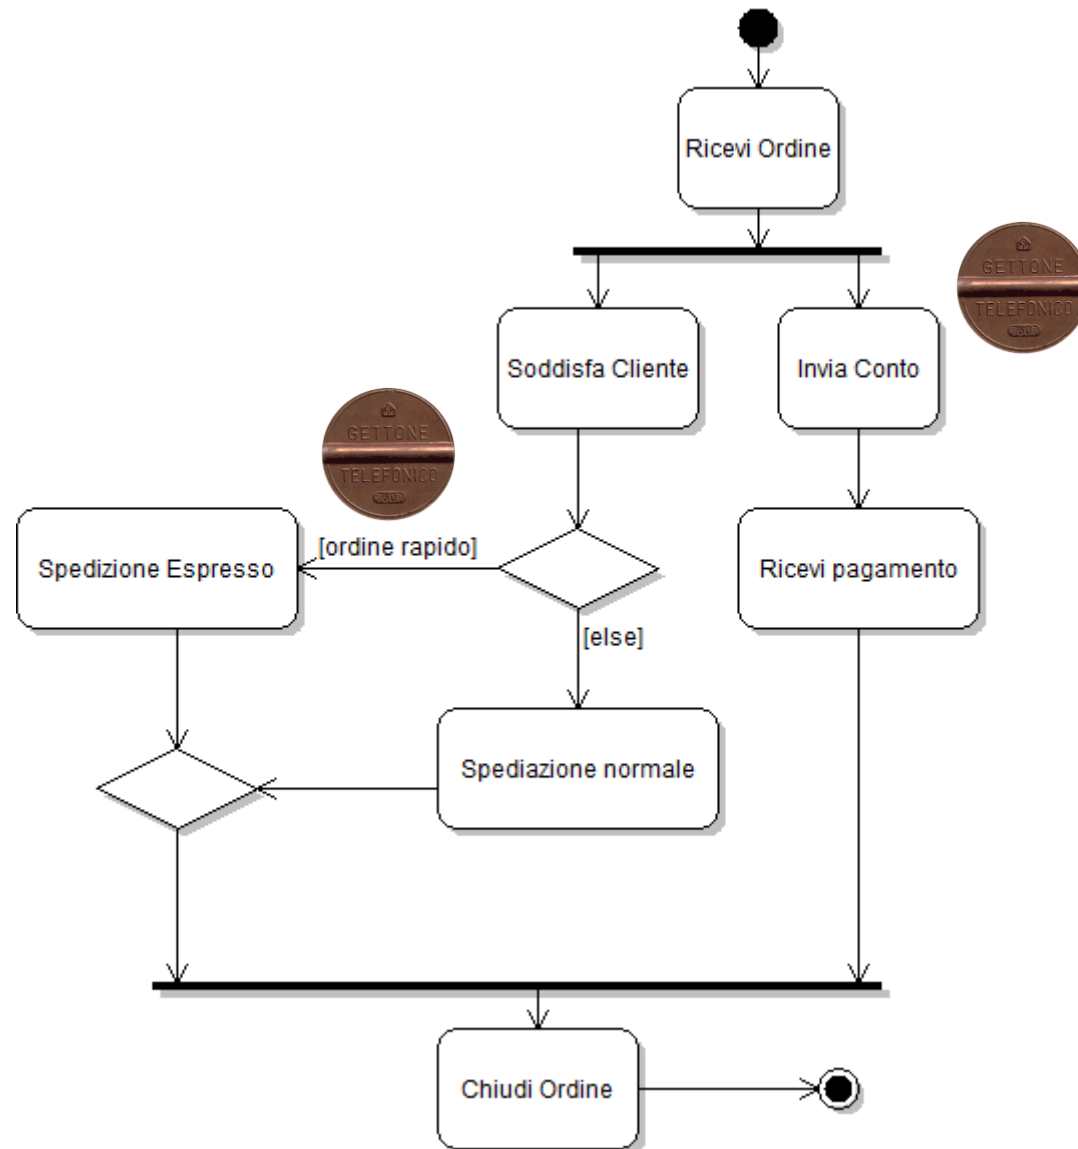 Ricevi Ordine
GETTONE
TELEFONICO
Soddisfa Cliente
Invia Conto
GETTONE
TELEFONICO
[ordine rapido]
Spedizione Espresso
Ricevi pagamento
[else]
Spediazione normale
Chiudi Ordine